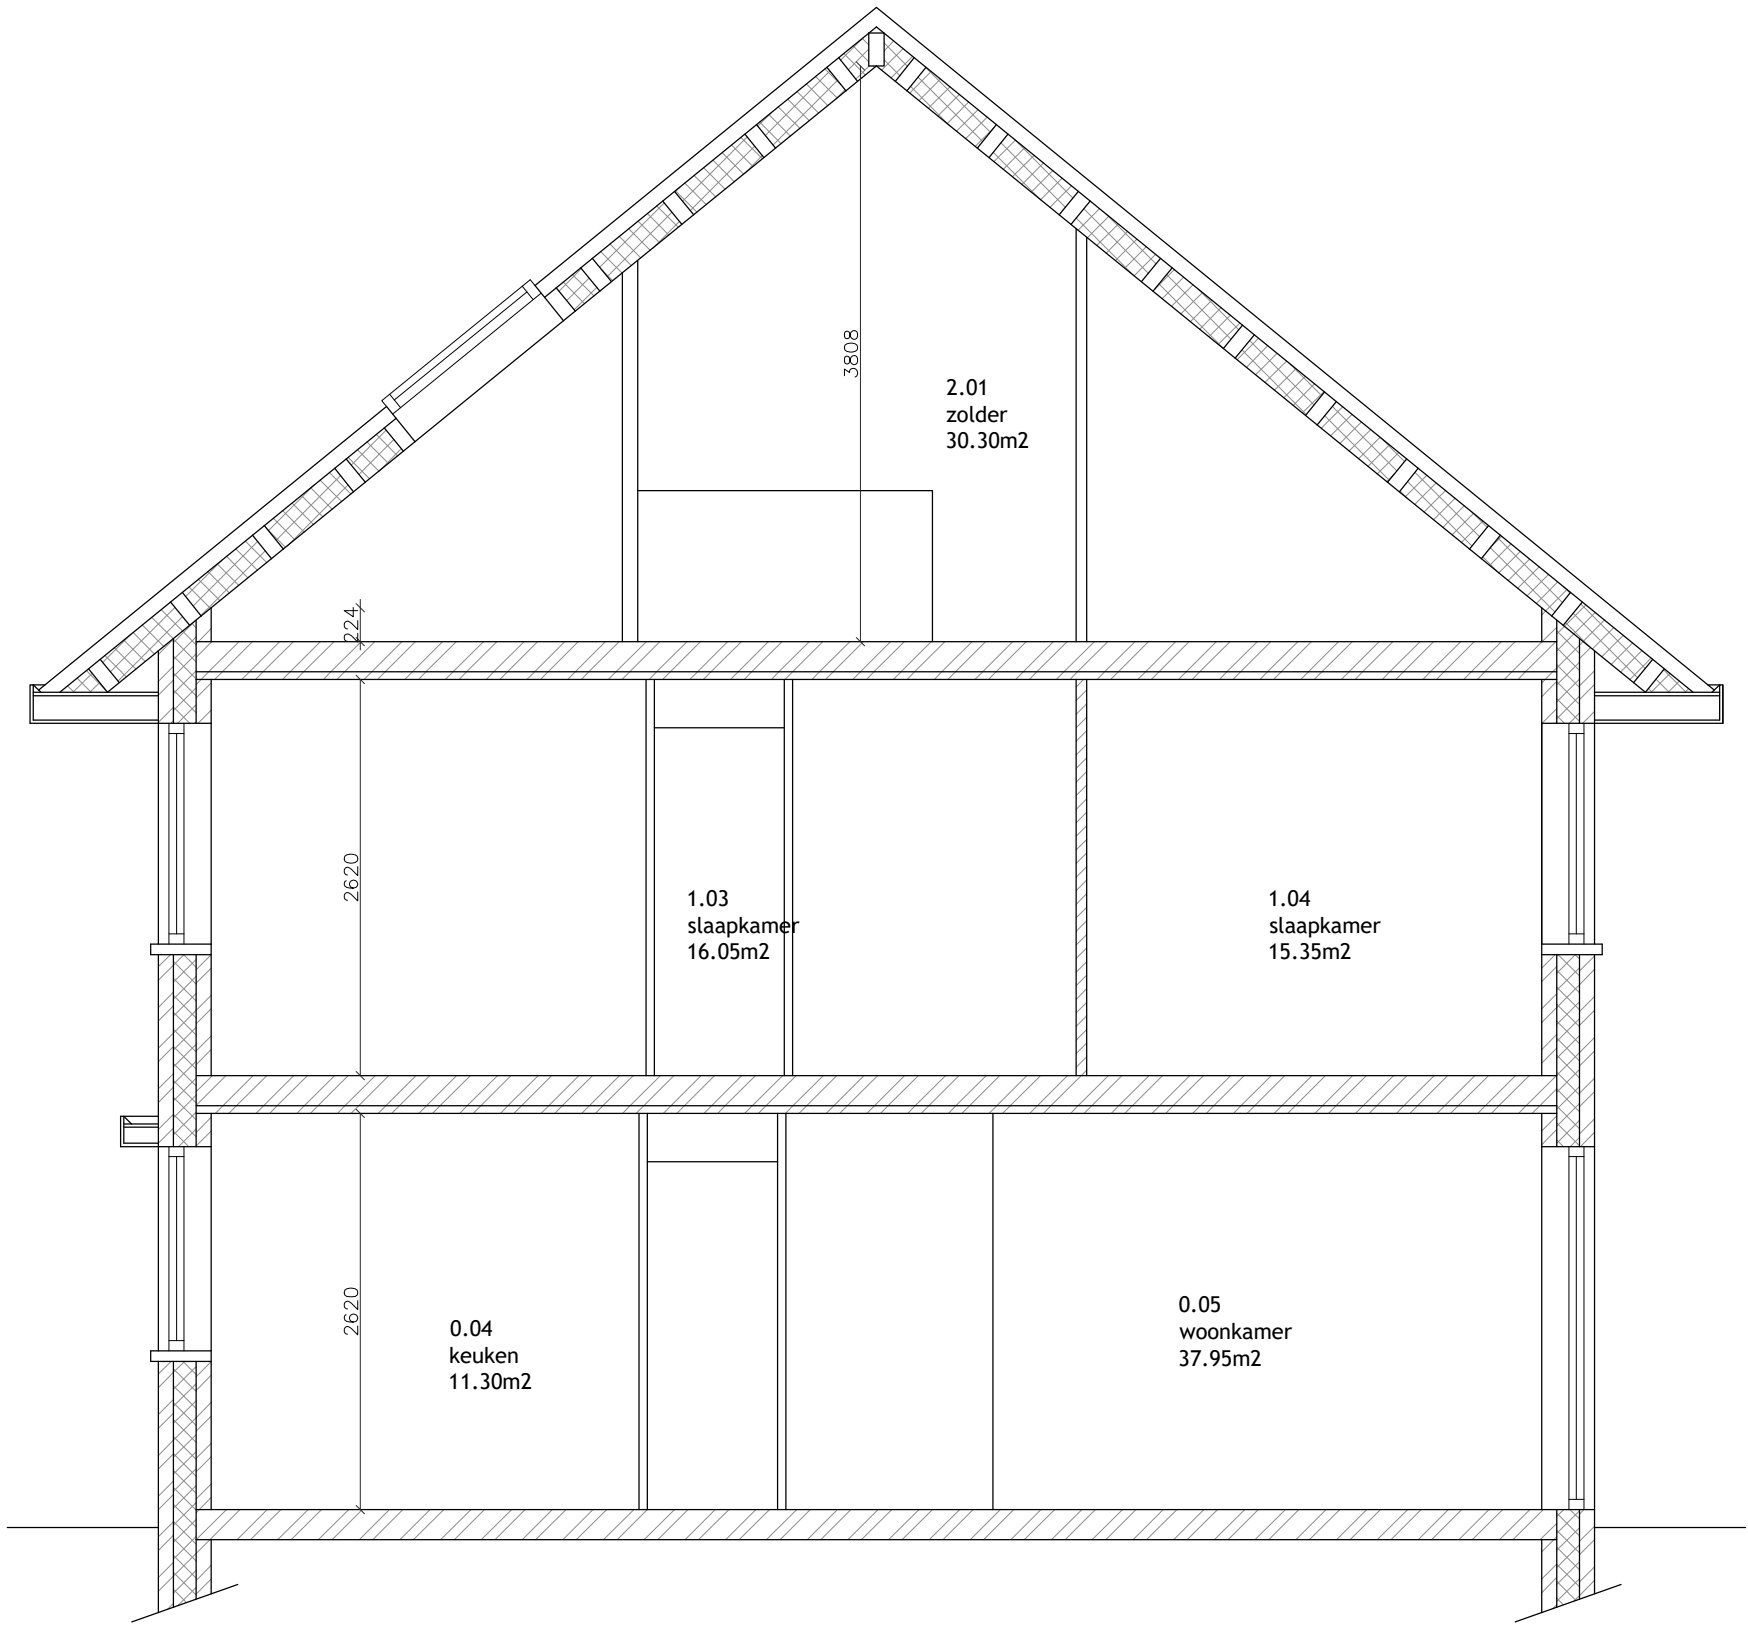 3808
2.01
zolder
30.30m2
224
2620
1.03
slaapkamer
16.05m2
1.04
slaapkamer
15.35m2
2620
0.04
keuken
11.30m2
0.05
woonkamer
37.95m2